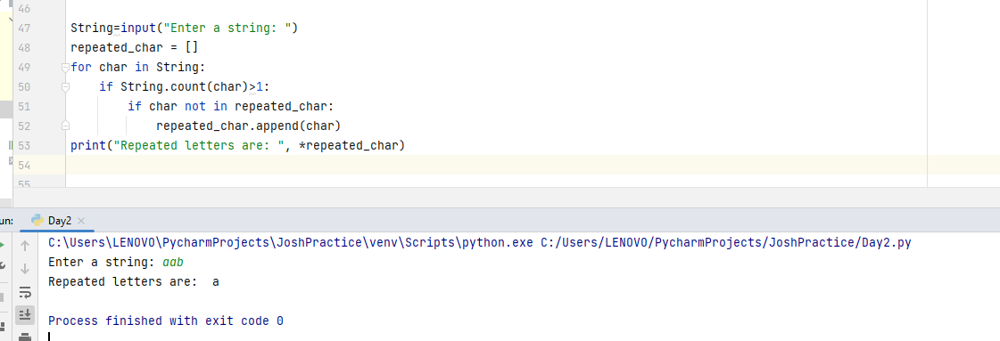 46
47 String=input("Enter a string: ")
48 repeated_char = []
49 for char in String:
50     if String.count(char)>1:
51         if char not in repeated_char:
52             repeated_char.append(char)
53 print("Repeated letters are: ", *repeated_char)
54
55
un: Day2
C:\Users\LENOVO\PycharmProjects\JoshPractice\venv\Scripts\python.exe C:/Users/LENOVO/PycharmProjects/JoshPractice/Day2.py
Enter a string: aab
Repeated letters are:  a
Process finished with exit code 0